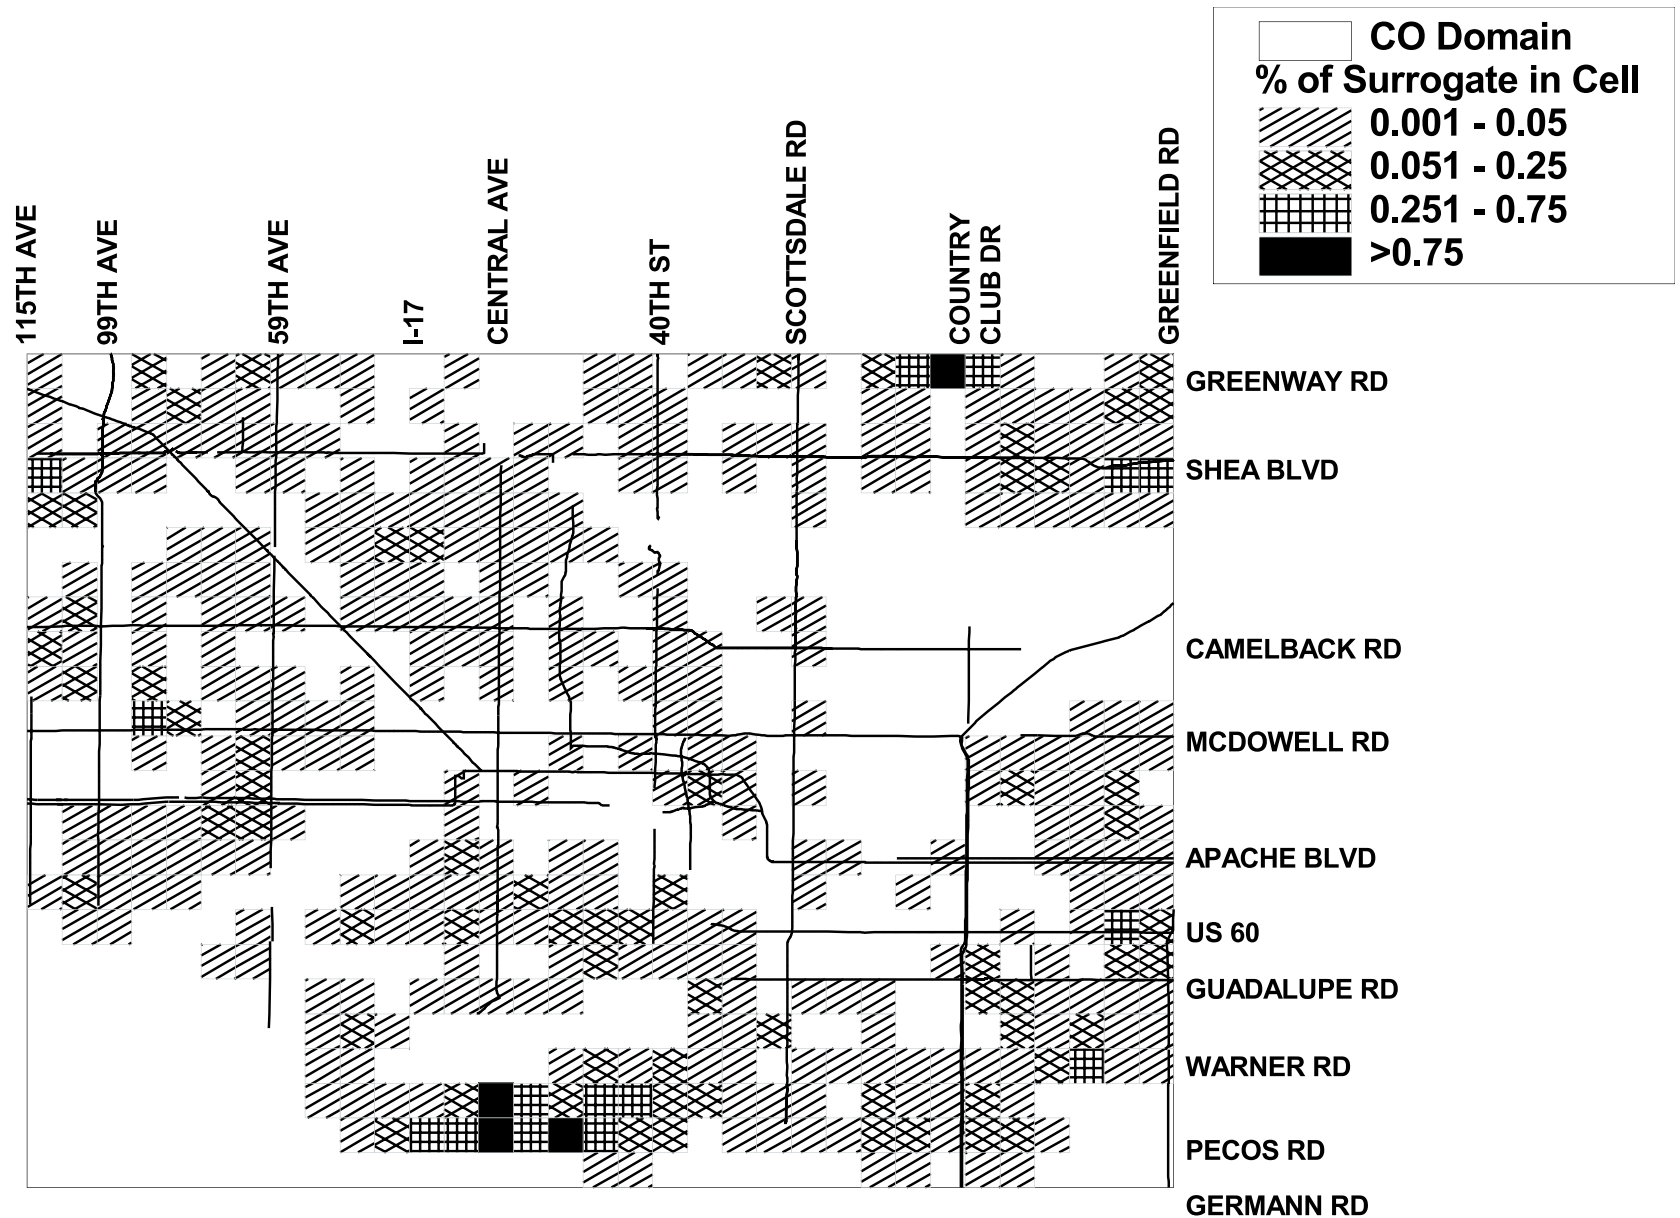 CO Domain
% of Surrogate in Cell
0.001 - 0.05
0.051 - 0.25
0.251 - 0.75
>0.75
115TH AVE
99TH AVE
59TH AVE
I-17
CENTRAL AVE
40TH ST
SCOTTSDALE RD
COUNTRY
CLUB DR
GREENFIELD RD
GREENWAY RD
SHEA BLVD
CAMELBACK RD
MCDOWELL RD
APACHE BLVD
US 60
GUADALUPE RD
WARNER RD
PECOS RD
GERMANN RD